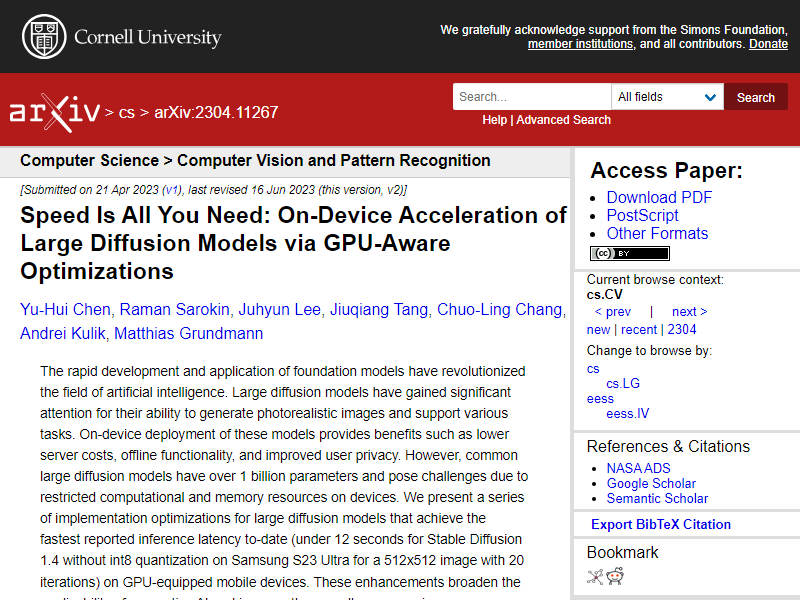 Cornell University
We gratefully acknowledge support from the Simons Foundation,
member institutions, and all contributors. Donate
arXiv > cs > arXiv:2304.11267
Search...
All fields
Search
Help | Advanced Search
Computer Science > Computer Vision and Pattern Recognition
[Submitted on 21 Apr 2023 (v1), last revised 16 Jun 2023 (this version, v2)]
Speed Is All You Need: On-Device Acceleration of
Large Diffusion Models via GPU-Aware
Optimizations
Yu-Hui Chen, Raman Sarokin, Juhyun Lee, Jiuqiang Tang, Chuo-Ling Chang,
Andrei Kulik, Matthias Grundmann
The rapid development and application of foundation models have revolutionized
the field of artificial intelligence. Large diffusion models have gained significant
attention for their ability to generate photorealistic images and support various
tasks. On-device deployment of these models provides benefits such as lower
server costs, offline functionality, and improved user privacy. However, common
large diffusion models have over 1 billion parameters and pose challenges due to
restricted computational and memory resources on devices. We present a series
of implementation optimizations for large diffusion models that achieve the
fastest reported inference latency to-date (under 12 seconds for Stable Diffusion
1.4 without int8 quantization on Samsung S23 Ultra for a 512x512 image with 20
iterations) on GPU-equipped mobile devices. These enhancements broaden the
Access Paper:
Download PDF
PostScript
Other Formats
(cc) BY
Current browse context:
cs.CV
< prev | next >
new | recent | 2304
Change to browse by:
cs
cs.LG
eess
eess.IV
References & Citations
NASA ADS
Google Scholar
Semantic Scholar
Export BibTeX Citation
Bookmark